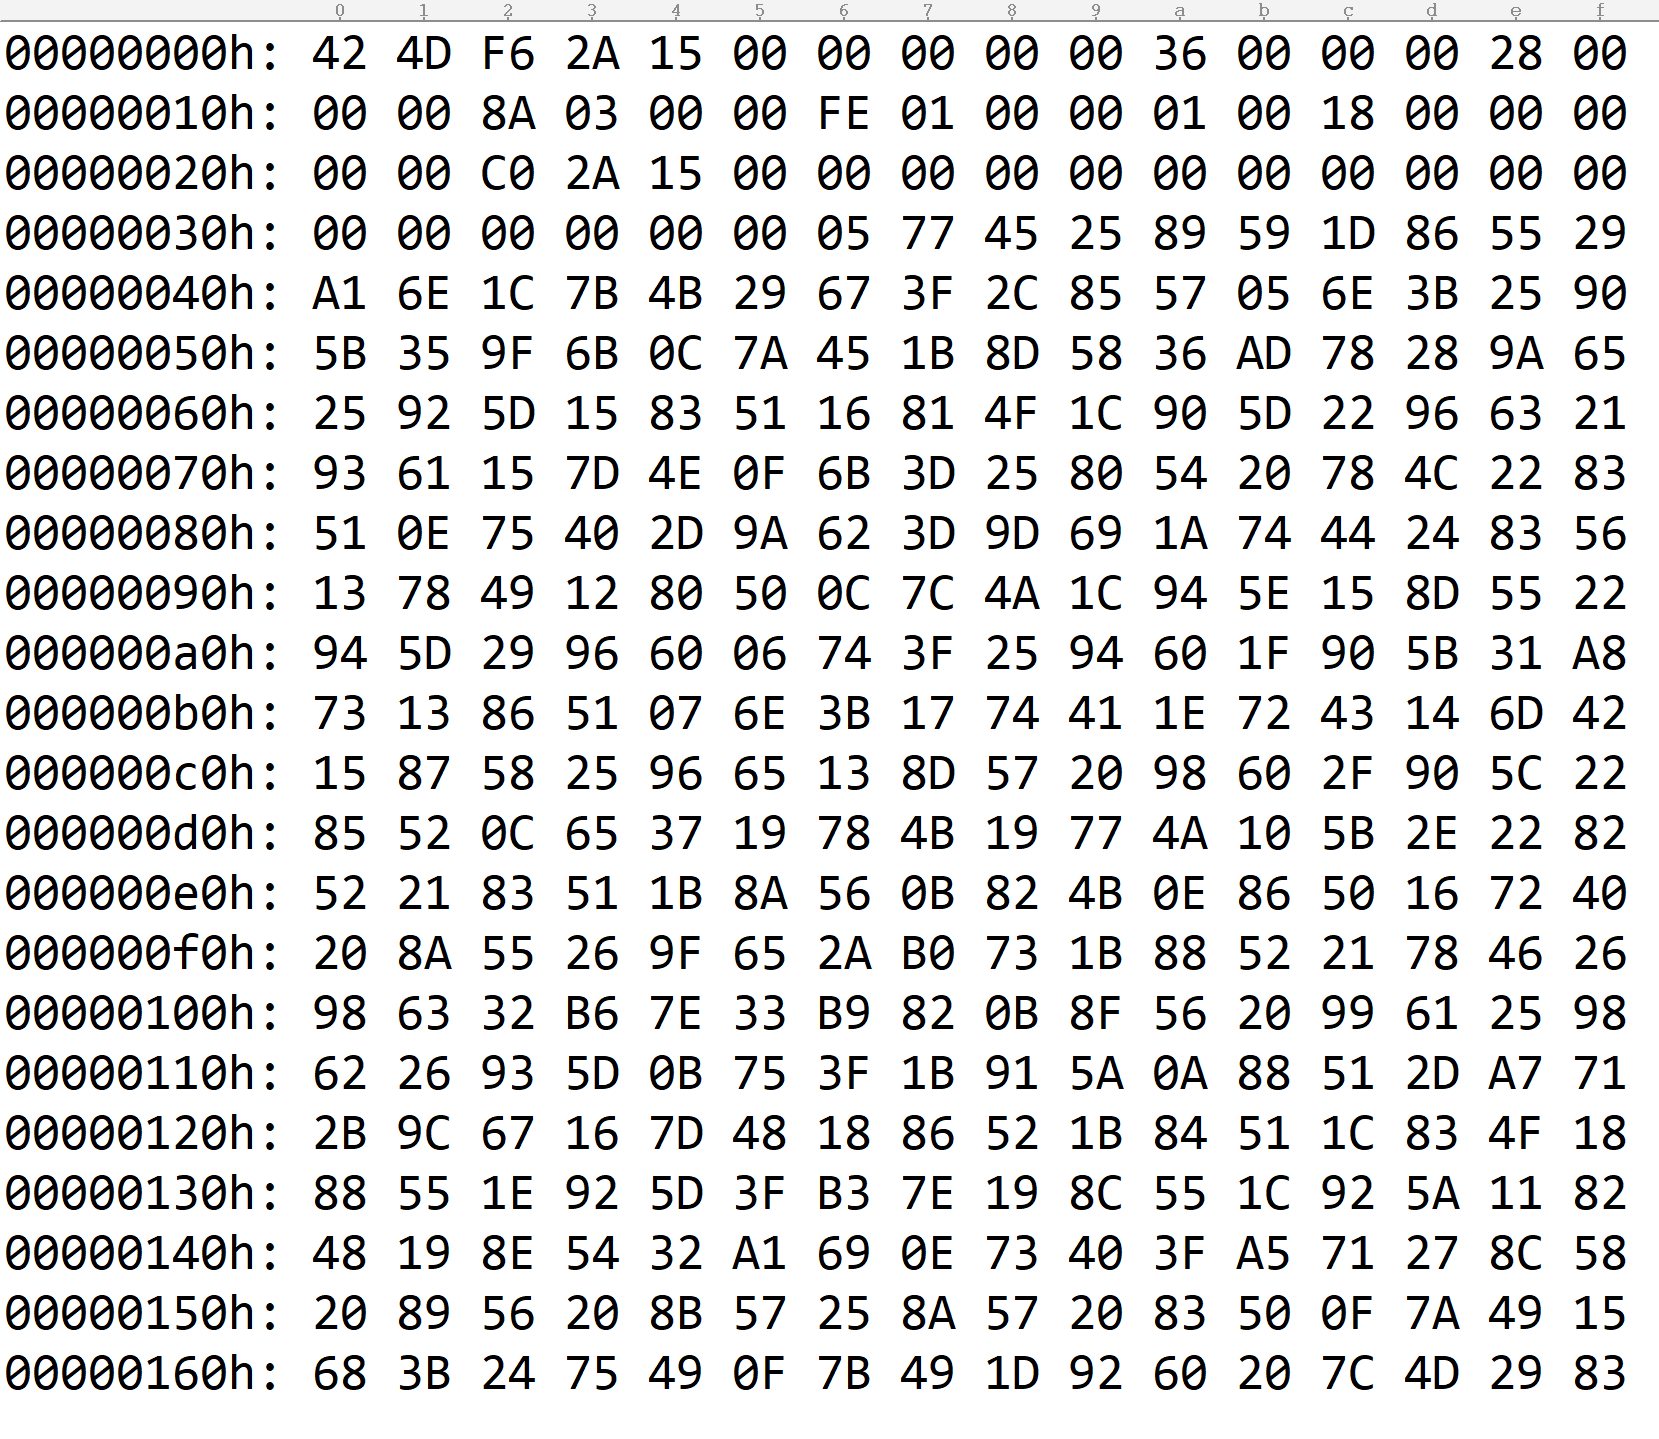 0 1 2 3 4 5 6 7 8 9 a b c d e f
00000000h: 42 4D F6 2A 15 00 00 00 00 00 36 00 00 00 28 00
00000010h: 00 00 8A 03 00 00 FE 01 00 00 01 00 18 00 00 00
00000020h: 00 00 C0 2A 15 00 00 00 00 00 00 00 00 00 00 00
00000030h: 00 00 00 00 00 00 05 77 45 25 89 59 1D 86 55 29
00000040h: A1 6E 1C 7B 4B 29 67 3F 2C 85 57 05 6E 3B 25 90
00000050h: 5B 35 9F 6B 0C 7A 45 1B 8D 58 36 AD 78 28 9A 65
00000060h: 25 92 5D 15 83 51 16 81 4F 1C 90 5D 22 96 63 21
00000070h: 93 61 15 7D 4E 0F 6B 3D 25 80 54 20 78 4C 22 83
00000080h: 51 0E 75 40 2D 9A 62 3D 9D 69 1A 74 44 24 83 56
00000090h: 13 78 49 12 80 50 0C 7C 4A 1C 94 5E 15 8D 55 22
000000a0h: 94 5D 29 96 60 06 74 3F 25 94 60 1F 90 5B 31 A8
000000b0h: 73 13 86 51 07 6E 3B 17 74 41 1E 72 43 14 6D 42
000000c0h: 15 87 58 25 96 65 13 8D 57 20 98 60 2F 90 5C 22
000000d0h: 85 52 0C 65 37 19 78 4B 19 77 4A 10 5B 2E 22 82
000000e0h: 52 21 83 51 1B 8A 56 0B 82 4B 0E 86 50 16 72 40
000000f0h: 20 8A 55 26 9F 65 2A B0 73 1B 88 52 21 78 46 26
00000100h: 98 63 32 B6 7E 33 B9 82 0B 8F 56 20 99 61 25 98
00000110h: 62 26 93 5D 0B 75 3F 1B 91 5A 0A 88 51 2D A7 71
00000120h: 2B 9C 67 16 7D 48 18 86 52 1B 84 51 1C 83 4F 18
00000130h: 88 55 1E 92 5D 3F B3 7E 19 8C 55 1C 92 5A 11 82
00000140h: 48 19 8E 54 32 A1 69 0E 73 40 3F A5 71 27 8C 58
00000150h: 20 89 56 20 8B 57 25 8A 57 20 83 50 0F 7A 49 15
00000160h: 68 3B 24 75 49 0F 7B 49 1D 92 60 20 7C 4D 29 83